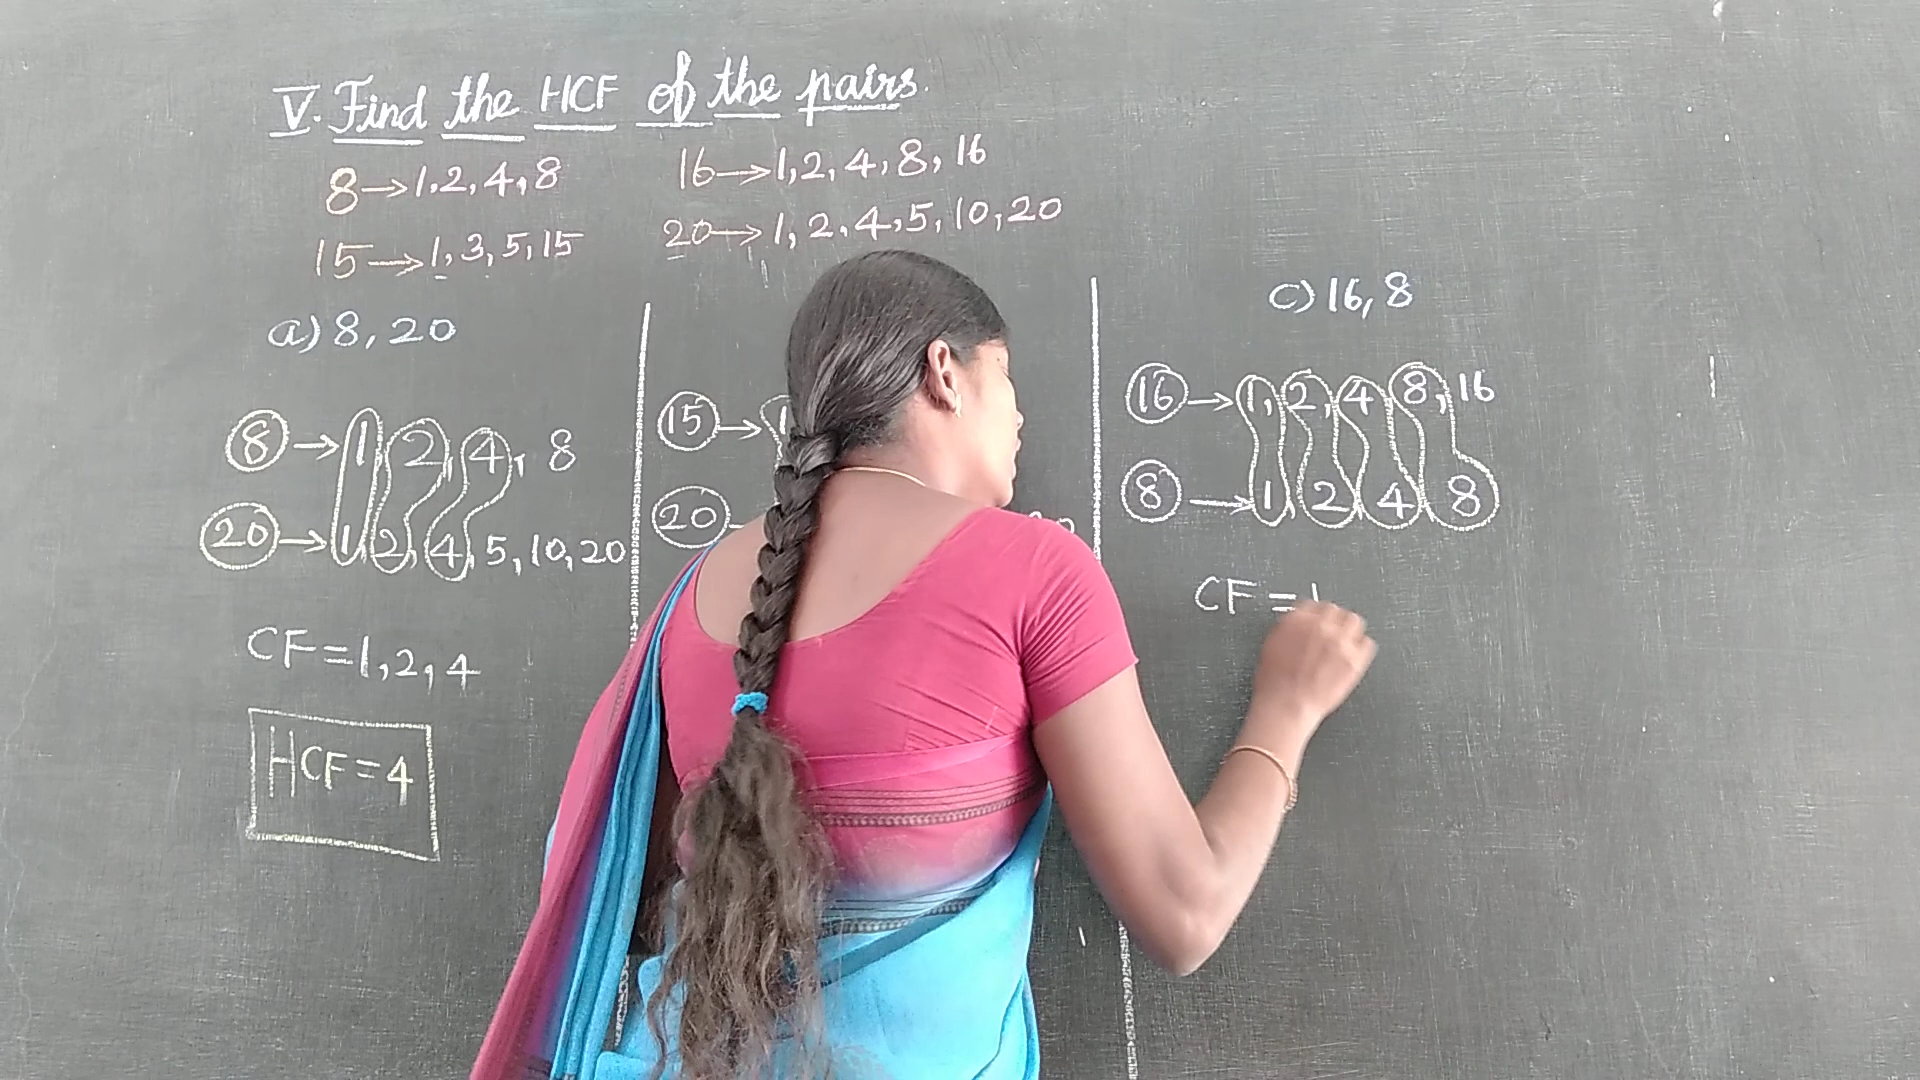 V. Find the HCF of the pairs.
8→1,2,4,8
16→1,2,4,8,16
15→1,3,5,15
20→1,2,4,5,10,20
a) 8, 20
8→1 2 4, 8
20→1, 2, 4, 5, 10, 20
CF=1,2,4
HCF=4
15→1
20
c) 16, 8
16→1, 2, 4 8, 16
8→1 2 4 8
CF=1